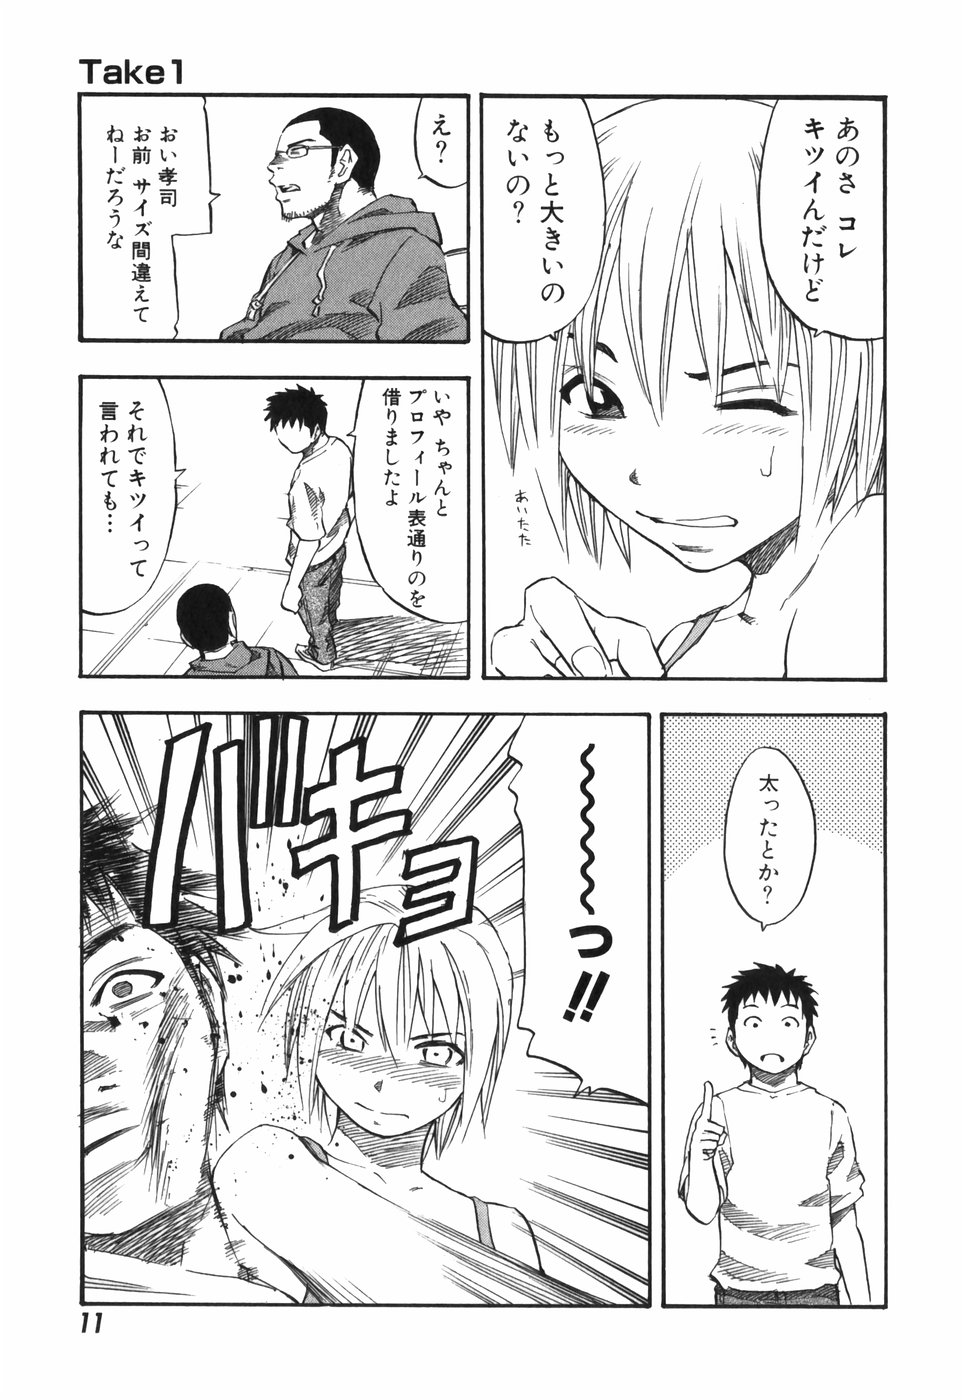 Take1
あのさ コレ
キツイんだけど
もっと大きいの
ないの?
あいたた
え?
おい孝司
お前 サイズ間違えて
ねーだろうな
いや ちゃんと
プロフィール表通りのを
借りましたよ
それでキツイって
言われても…
太ったとか?
〜〜〜〜っ!!
バキョ
11